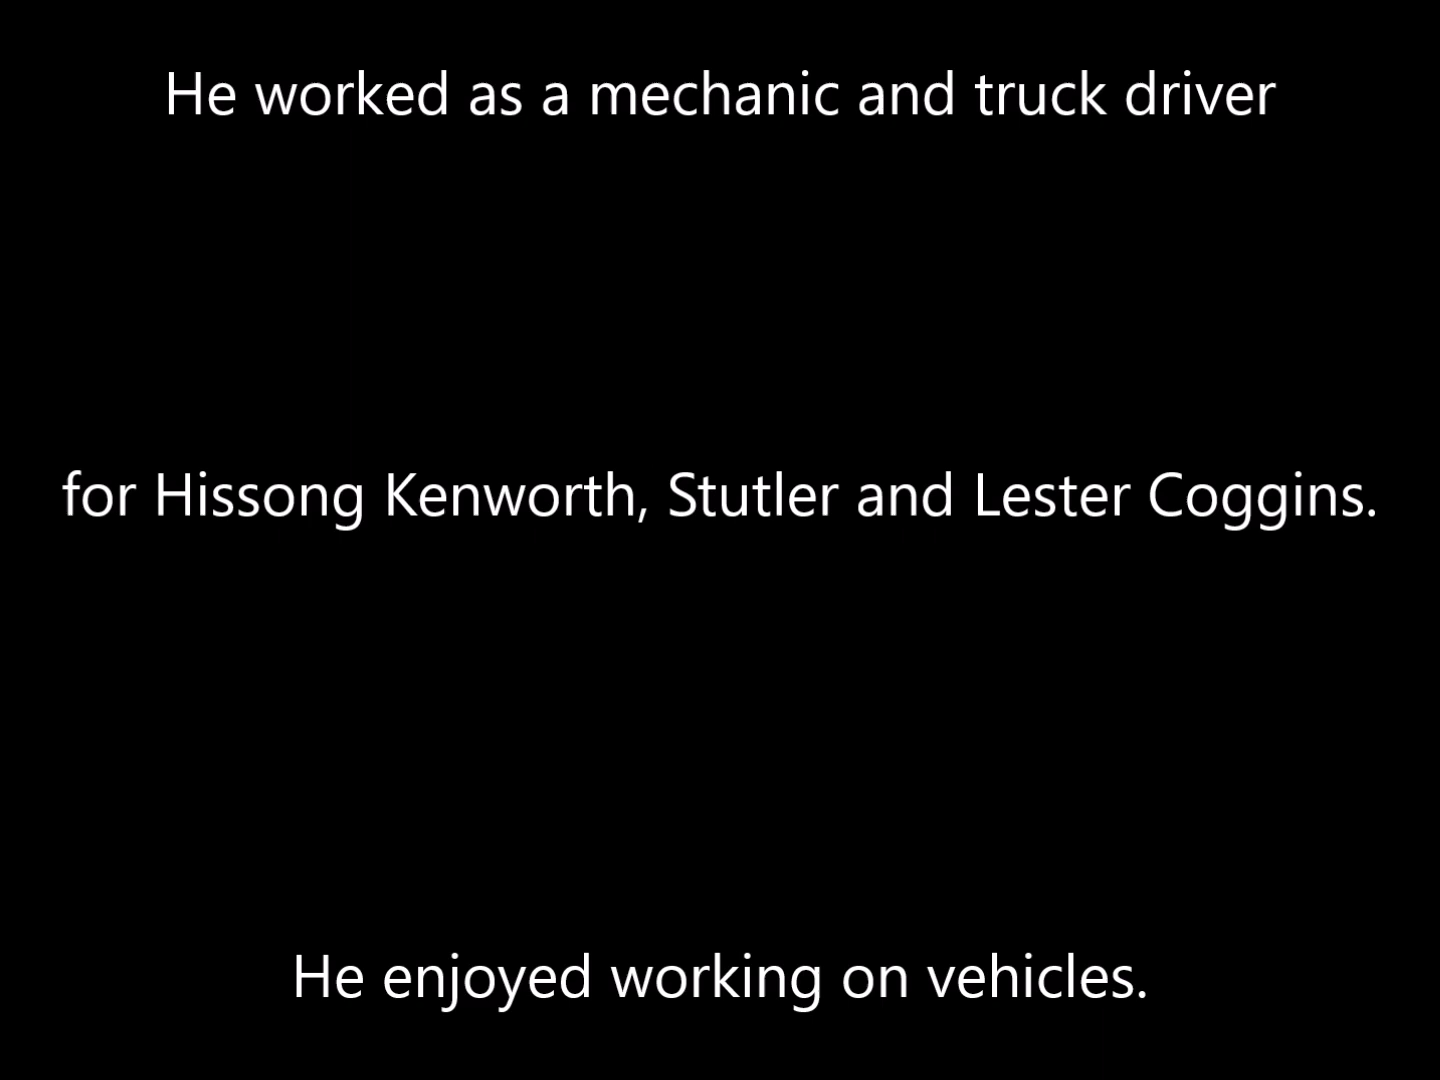 He worked as a mechanic and truck driver
for Hissong Kenworth, Stutler and Lester Coggins.
He enjoyed working on vehicles.